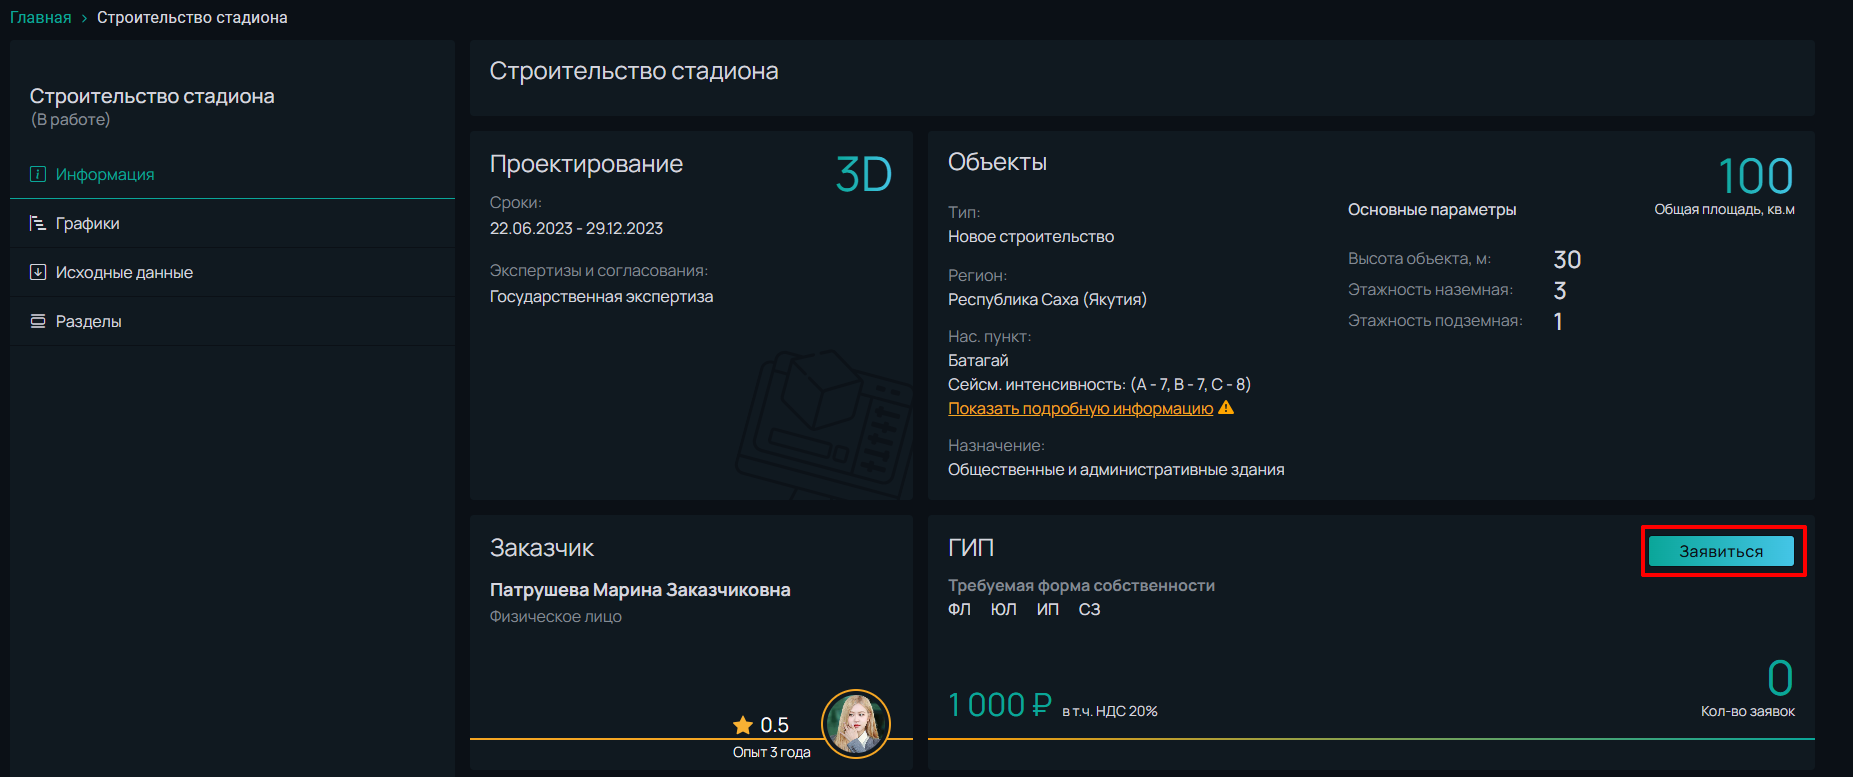 Главная › Строительство стадиона
Строительство стадиона
(В работе)
Информация
Графики
Исходные данные
Разделы
Строительство стадиона
Проектирование
3D
Сроки:
22.06.2023 - 29.12.2023
Экспертизы и согласования:
Государственная экспертиза
Объекты
100
Общая площадь, кв.м
Тип:
Новое строительство
Регион:
Республика Саха (Якутия)
Нас. пункт:
Батагай
Сейсм. интенсивность: (A - 7, B - 7, C - 8)
Показать подробную информацию
Назначение:
Общественные и административные здания
Основные параметры
Высота объекта, м: 30
Этажность наземная: 3
Этажность подземная: 1
Заказчик
Патрушева Марина Заказчиковна
Физическое лицо
0.5
Опыт 3 года
ГИП
Заявиться
Требуемая форма собственности
ФЛ ЮЛ ИП СЗ
1 000 ₽ в т.ч. НДС 20%
0
Кол-во заявок